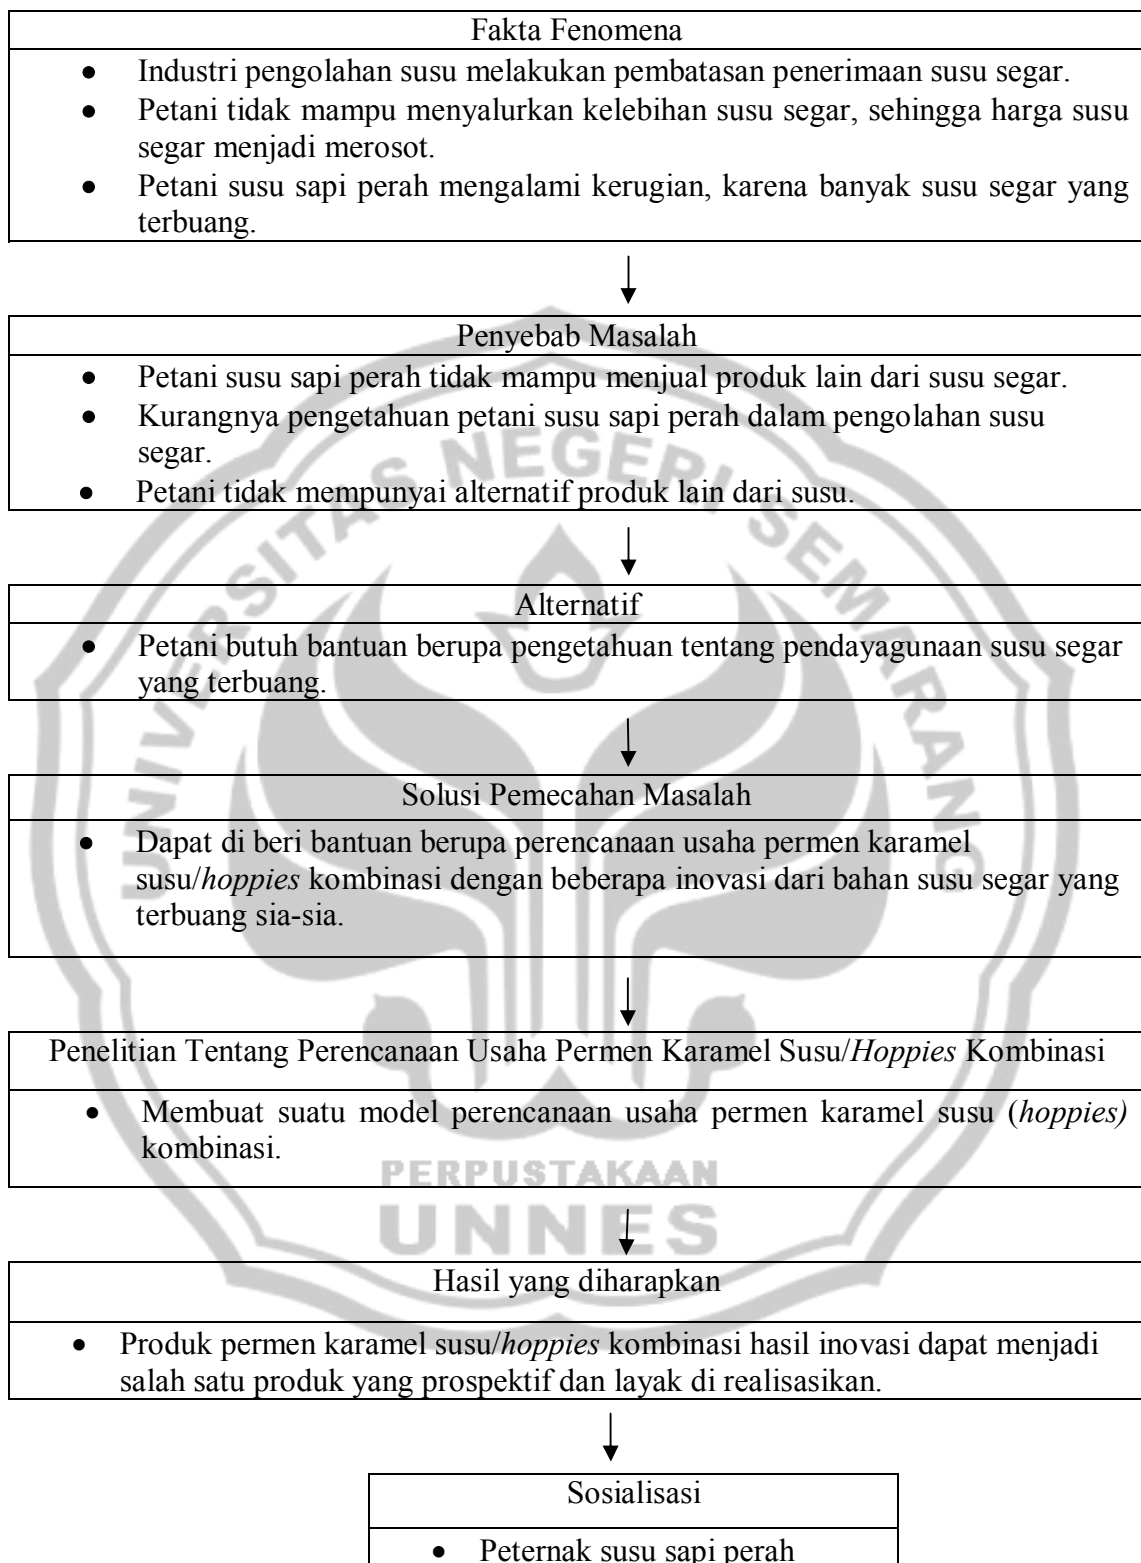 Fakta Fenomena
• Industri pengolahan susu melakukan pembatasan penerimaan susu segar.
• Petani tidak mampu menyalurkan kelebihan susu segar, sehingga harga susu
segar menjadi merosot.
• Petani susu sapi perah mengalami kerugian, karena banyak susu segar yang
terbuang.
Penyebab Masalah
• Petani susu sapi perah tidak mampu menjual produk lain dari susu segar.
• Kurangnya pengetahuan petani susu sapi perah dalam pengolahan susu
segar.
• Petani tidak mempunyai alternatif produk lain dari susu.
UNIVERSITAS NEGERI SEMARANG
Alternatif
• Petani butuh bantuan berupa pengetahuan tentang pendayagunaan susu segar
yang terbuang.
Solusi Pemecahan Masalah
• Dapat di beri bantuan berupa perencanaan usaha permen karamel
susu/hoppies kombinasi dengan beberapa inovasi dari bahan susu segar yang
terbuang sia-sia.
Penelitian Tentang Perencanaan Usaha Permen Karamel Susu/Hoppies Kombinasi
• Membuat suatu model perencanaan usaha permen karamel susu (hoppies)
kombinasi.
PERPUSTAKAAN
UNNES
Hasil yang diharapkan
• Produk permen karamel susu/hoppies kombinasi hasil inovasi dapat menjadi
salah satu produk yang prospektif dan layak di realisasikan.
Sosialisasi
• Peternak susu sapi perah